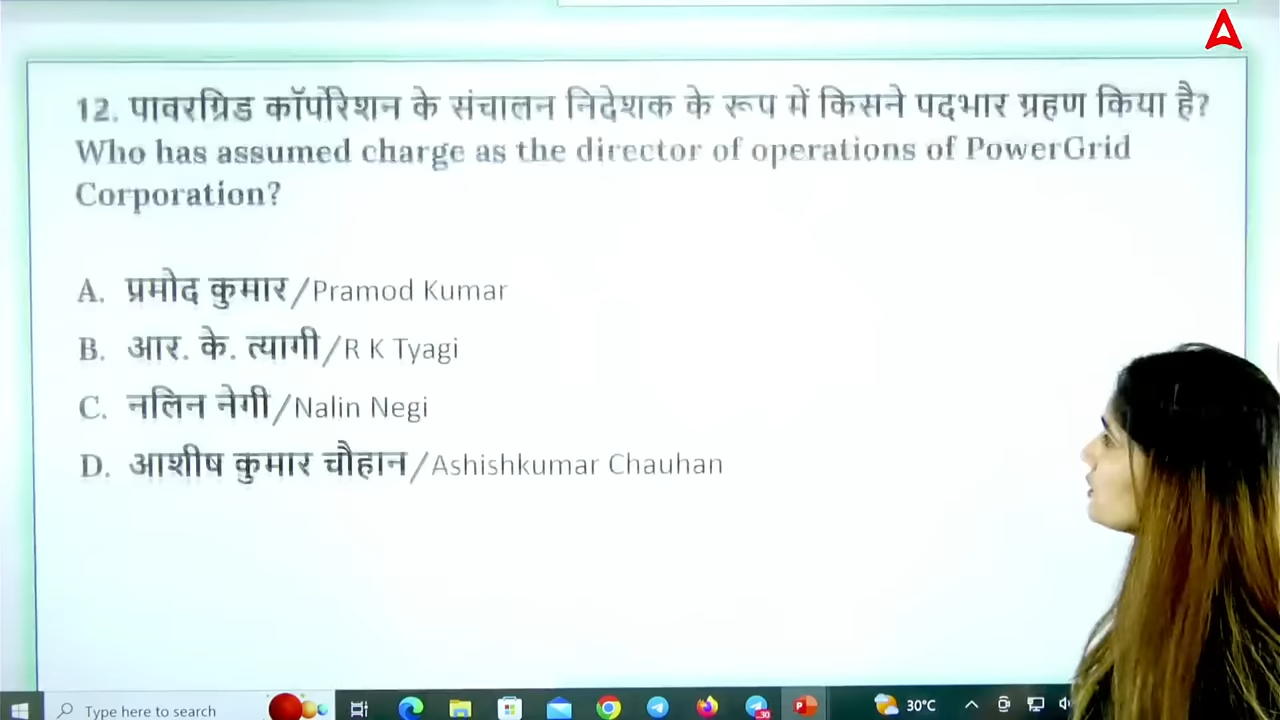 12. पावरग्रिड कॉर्पोरेशन के संचालन निदेशक के रूप में किसने पदभार ग्रहण किया है?
Who has assumed charge as the director of operations of PowerGrid
Corporation?
A. प्रमोद कुमार/Pramod Kumar
B. आर. के. त्यागी/R K Tyagi
C. नलिन नेगी/Nalin Negi
D. आशीष कुमार चौहान/Ashishkumar Chauhan
Type here to search
30
30°C